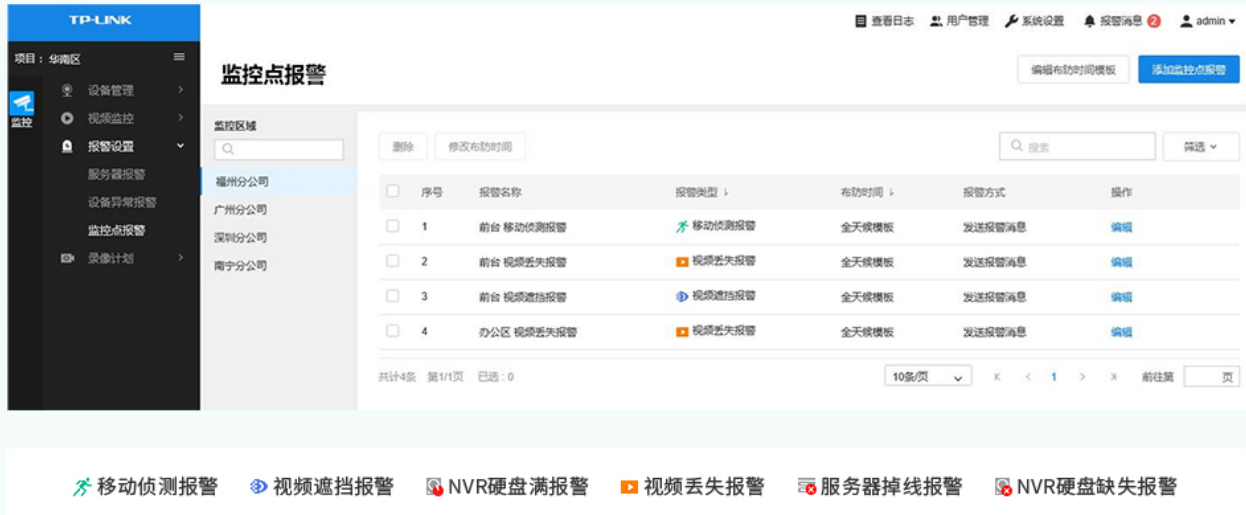 TP-LINK
查看日志 用户管理 系统设置 报警消息 2 admin
项目：华南区
监控
设备管理
视频监控
报警设置
服务器报警
设备异常报警
监控点报警
录像计划
监控点报警
编辑布防时间模板 添加监控点报警
监控区域
福州分公司
广州分公司
深圳分公司
南宁分公司
删除 修改布防时间 搜索 筛选
序号 报警名称 报警类型 布防时间 报警方式 操作
1 前台 移动侦测报警 移动侦测报警 全天候模板 发送报警消息 编辑
2 前台 视频丢失报警 视频丢失报警 全天候模板 发送报警消息 编辑
3 前台 视频遮挡报警 视频遮挡报警 全天候模板 发送报警消息 编辑
4 办公区 视频丢失报警 视频丢失报警 全天候模板 发送报警消息 编辑
共计4条 第1/1页 已选：0 10条/页 1 前往第 页
移动侦测报警 视频遮挡报警 NVR硬盘满报警 视频丢失报警 服务器掉线报警 NVR硬盘缺失报警